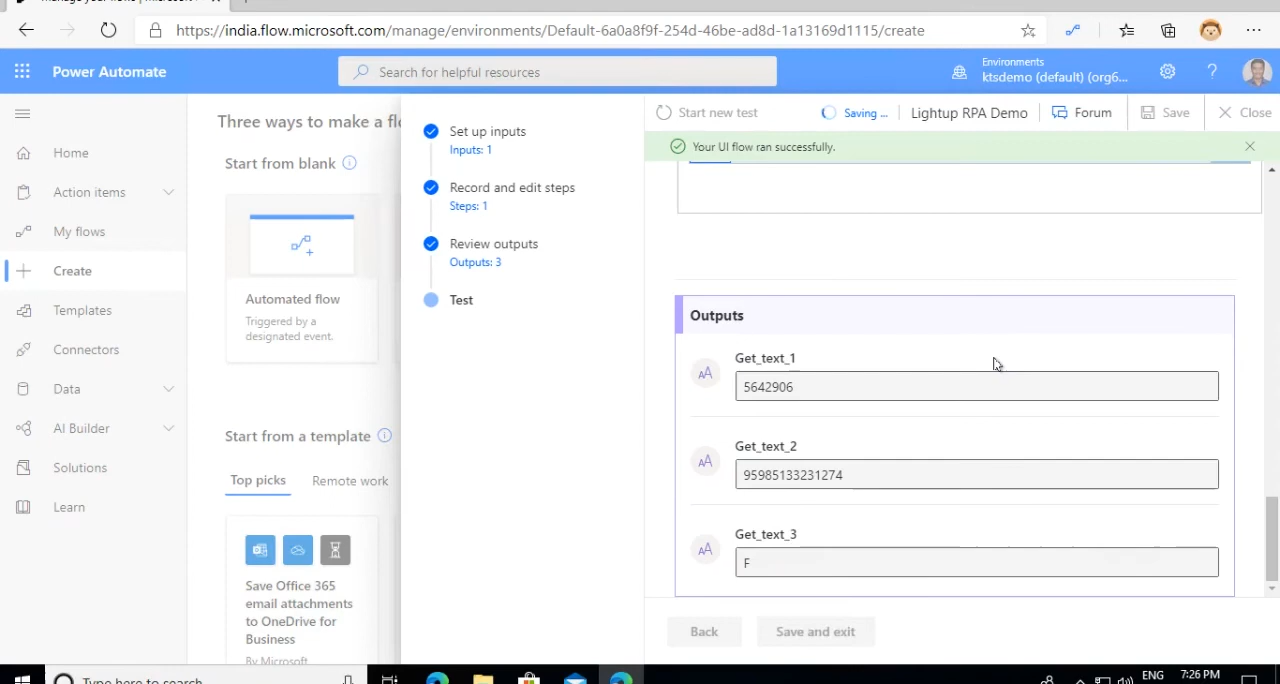 https://india.flow.microsoft.com/manage/environments/Default-6a0a8f9f-254d-46be-ad8d-1a13169d1115/create
Power Automate
Search for helpful resources
Environments
ktsdemo (default) (org6...
Home
Action items
My flows
Create
Templates
Connectors
Data
AI Builder
Solutions
Learn
Three ways to make a flo
Start from blank
Automated flow
Triggered by a
designated event.
Start from a template
Top picks
Remote work
Save Office 365
email attachments
to OneDrive for
Business
By Microsoft
Set up inputs
Inputs: 1
Record and edit steps
Steps: 1
Review outputs
Outputs: 3
Test
Start new test
Saving ...
Lightup RPA Demo
Forum
Save
Close
Your UI flow ran successfully.
Outputs
Get_text_1
5642906
Get_text_2
95985133231274
Get_text_3
F
Back
Save and exit
Type here to search
ENG
7:26 PM